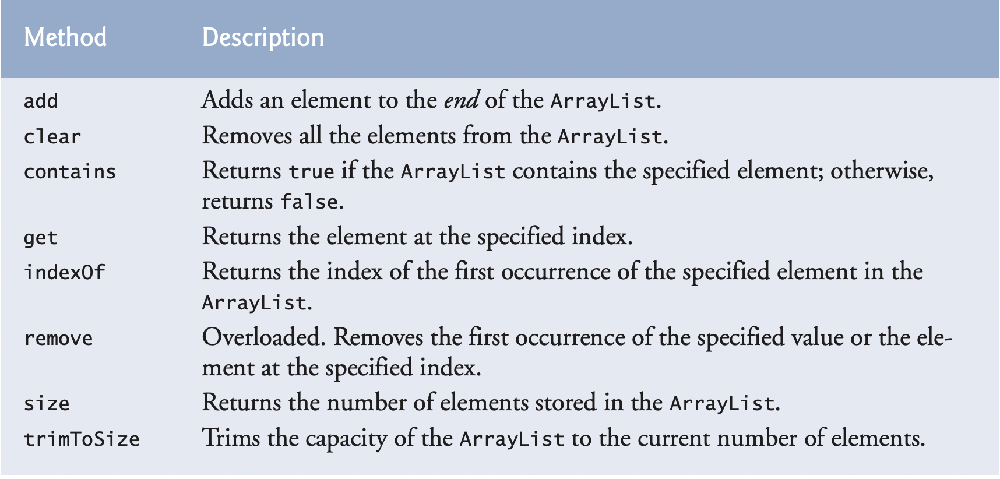 Method Description
add Adds an element to the end of the ArrayList.
clear Removes all the elements from the ArrayList.
contains Returns true if the ArrayList contains the specified element; otherwise,
returns false.
get Returns the element at the specified index.
indexOf Returns the index of the first occurrence of the specified element in the
ArrayList.
remove Overloaded. Removes the first occurrence of the specified value or the ele-
ment at the specified index.
size Returns the number of elements stored in the ArrayList.
trimToSize Trims the capacity of the ArrayList to the current number of elements.